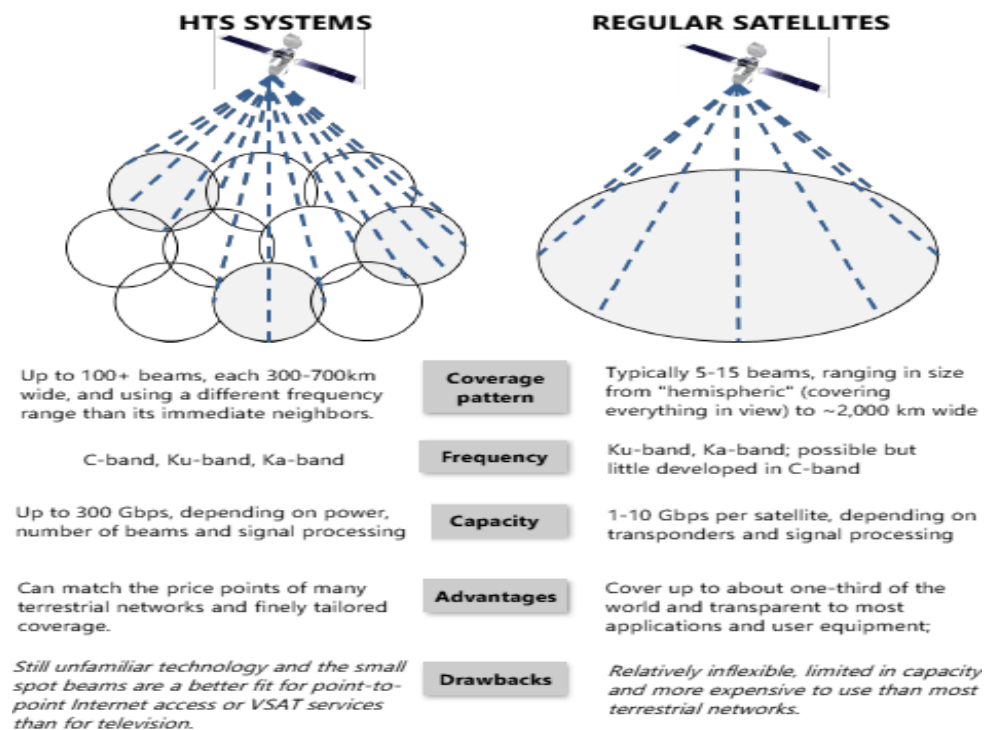 HTS SYSTEMS
REGULAR SATELLITES
Up to 100+ beams, each 300-700km
wide, and using a different frequency
range than its immediate neighbors.
Coverage
pattern
Typically 5-15 beams, ranging in size
from "hemispheric" (covering
everything in view) to ~2,000 km wide
C-band, Ku-band, Ka-band
Frequency
Ku-band, Ka-band; possible but
little developed in C-band
Up to 300 Gbps, depending on power,
number of beams and signal processing
Capacity
1-10 Gbps per satellite, depending on
transponders and signal processing
Can match the price points of many
terrestrial networks and finely tailored
coverage.
Advantages
Cover up to about one-third of the
world and transparent to most
applications and user equipment;
Still unfamiliar technology and the small
spot beams are a better fit for point-to-
point Internet access or VSAT services
than for television.
Drawbacks
Relatively inflexible, limited in capacity
and more expensive to use than most
terrestrial networks.